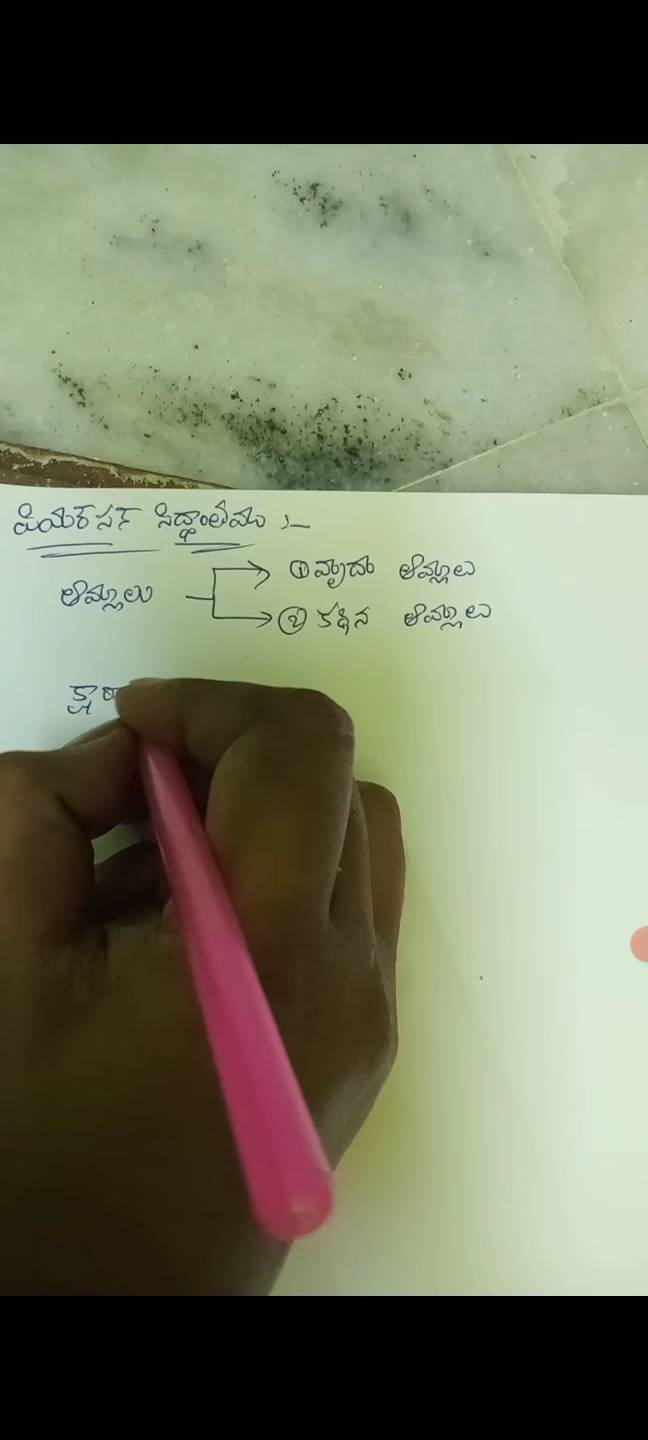 పియర్ సన్ సిద్ధాంతము :-
ఆమ్లాలు → ① మృదు ఆమ్లాలు
→ ② కఠిన ఆమ్లాలు
క్షా